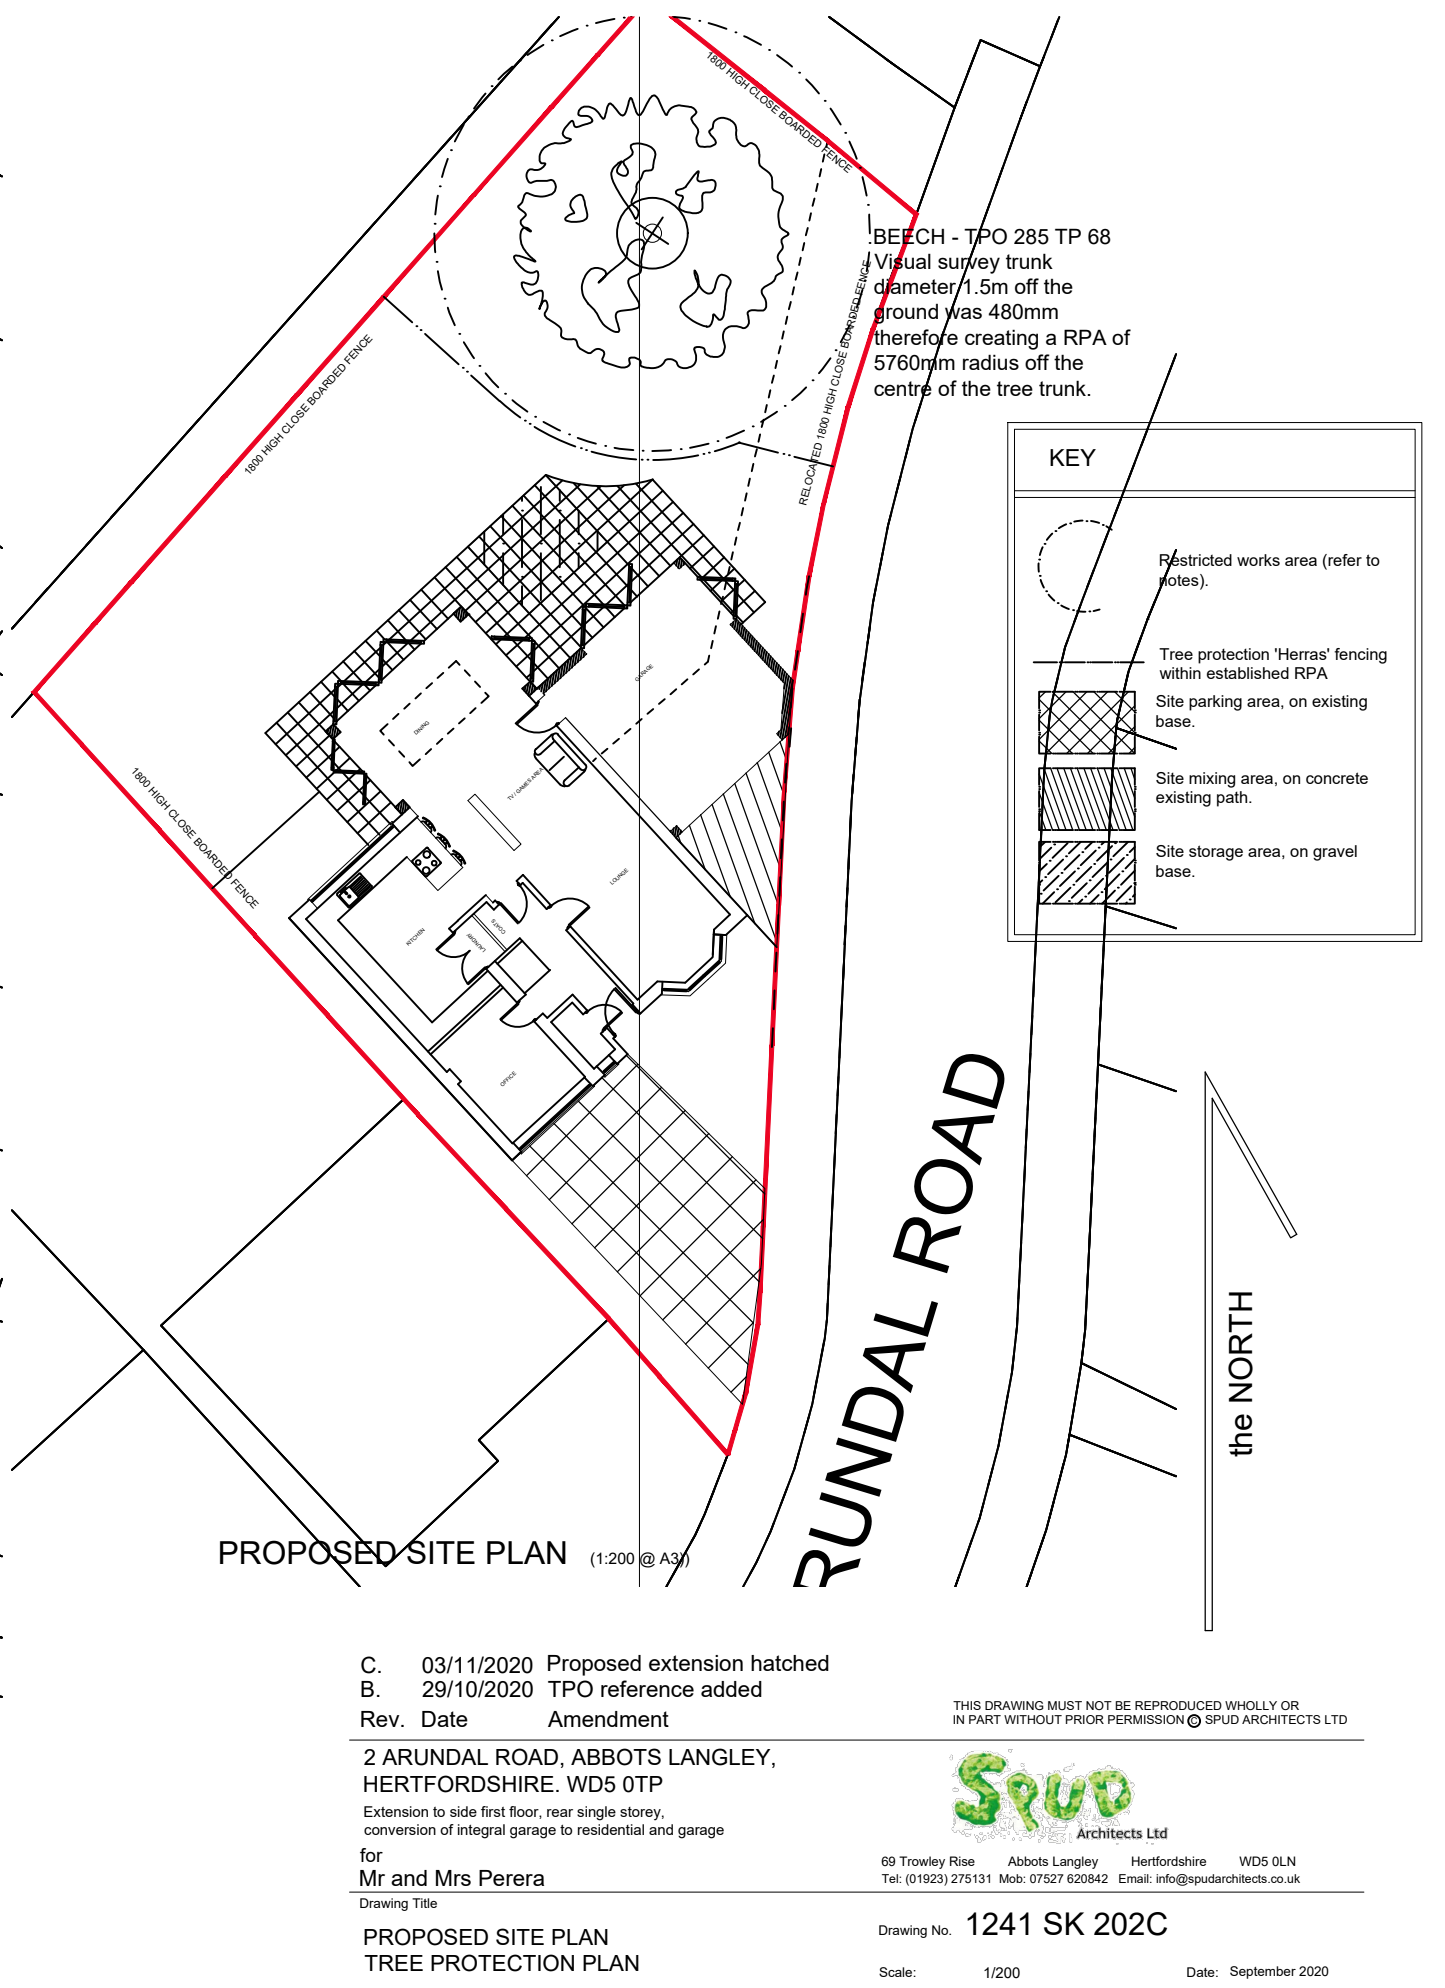 1800 HIGH CLOSE BOARDED FENCE
BEECH - TPO 285 TP 68
Visual survey trunk
diameter 1.5m off the
ground was 480mm
therefore creating a RPA of
5760mm radius off the
centre of the tree trunk.
RELOCATED 1800 HIGH CLOSE BOARDED FENCE
1800 HIGH CLOSE BOARDED FENCE
KEY
Restricted works area (refer to
notes).
Tree protection 'Herras' fencing
within established RPA
Site parking area, on existing
base.
Site mixing area, on concrete
existing path.
Site storage area, on gravel
base.
GARAGE
DINING
TV / GAMES AREA
1800 HIGH CLOSE BOARDED FENCE
LOUNGE
COATS
LAUNDRY
KITCHEN
OFFICE
RUNDAL ROAD
the NORTH
PROPOSED SITE PLAN (1:200 @ A3))
C. 03/11/2020 Proposed extension hatched
B. 29/10/2020 TPO reference added
Rev. Date Amendment
THIS DRAWING MUST NOT BE REPRODUCED WHOLLY OR
IN PART WITHOUT PRIOR PERMISSION © SPUD ARCHITECTS LTD
2 ARUNDAL ROAD, ABBOTS LANGLEY,
HERTFORDSHIRE. WD5 0TP
Extension to side first floor, rear single storey,
conversion of integral garage to residential and garage
for
Mr and Mrs Perera
SPUD
Architects Ltd
69 Trowley Rise Abbots Langley Hertfordshire WD5 0LN
Tel: (01923) 275131 Mob: 07527 620842 Email: info@spudarchitects.co.uk
Drawing Title
PROPOSED SITE PLAN
TREE PROTECTION PLAN
Drawing No. 1241 SK 202C
Scale: 1/200 Date: September 2020